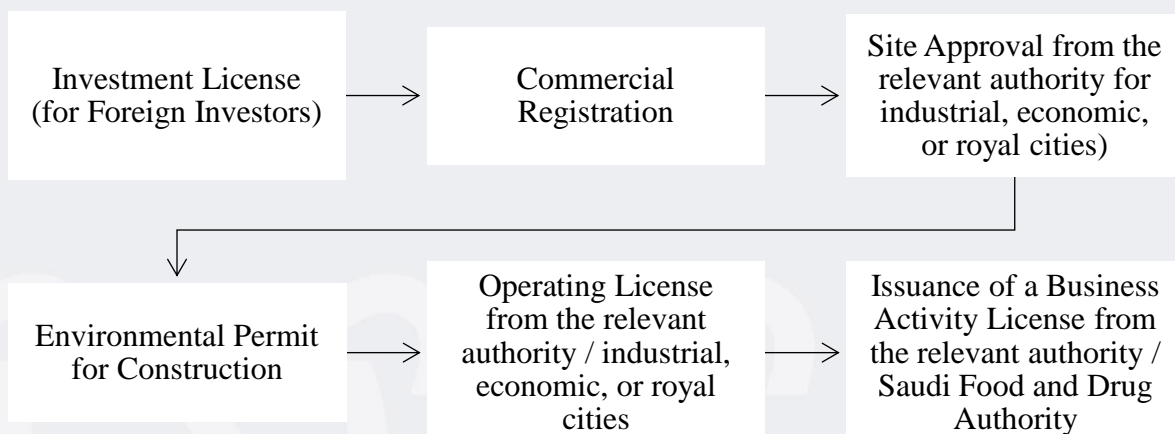 Investment License
(for Foreign Investors)
Commercial
Registration
Site Approval from the
relevant authority for
industrial, economic,
or royal cities)
Environmental Permit
for Construction
Operating License
from the relevant
authority / industrial,
economic, or royal
cities
Issuance of a Business
Activity License from
the relevant authority /
Saudi Food and Drug
Authority